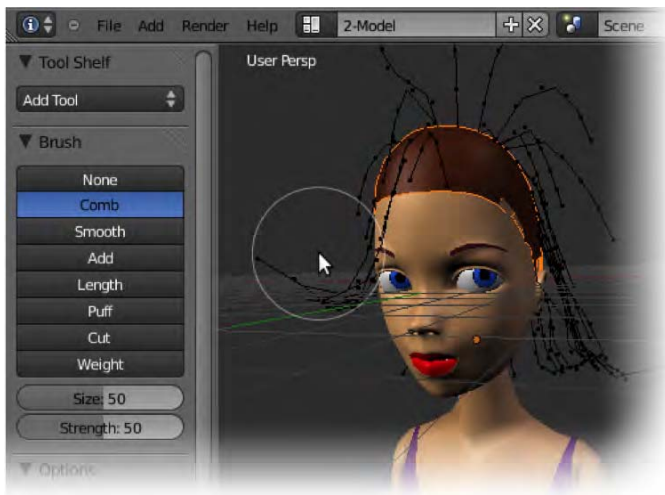 File Add Render Help 2-Model Scene
Tool Shelf
User Persp
Add Tool
Brush
None
Comb
Smooth
Add
Length
Puff
Cut
Weight
Size: 50
Strength: 50
Options